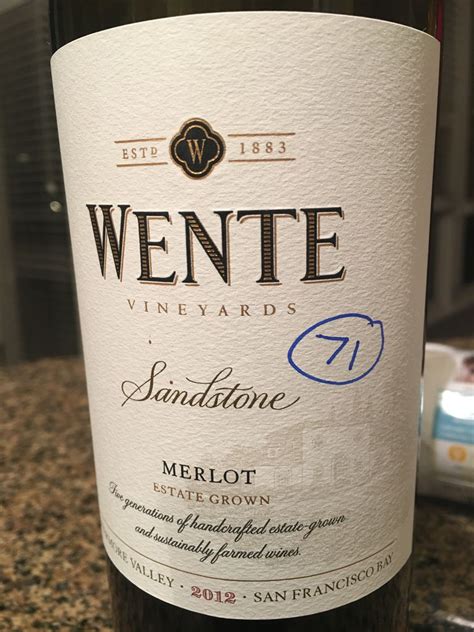 ESTD W 1883
WENTE
VINEYARDS
71
Sandstone
MERLOT
ESTATE GROWN
Five generations of handcrafted estate-grown
and sustainably farmed wines.
VALLEY · 2012 · SAN FRANCISCO BAY